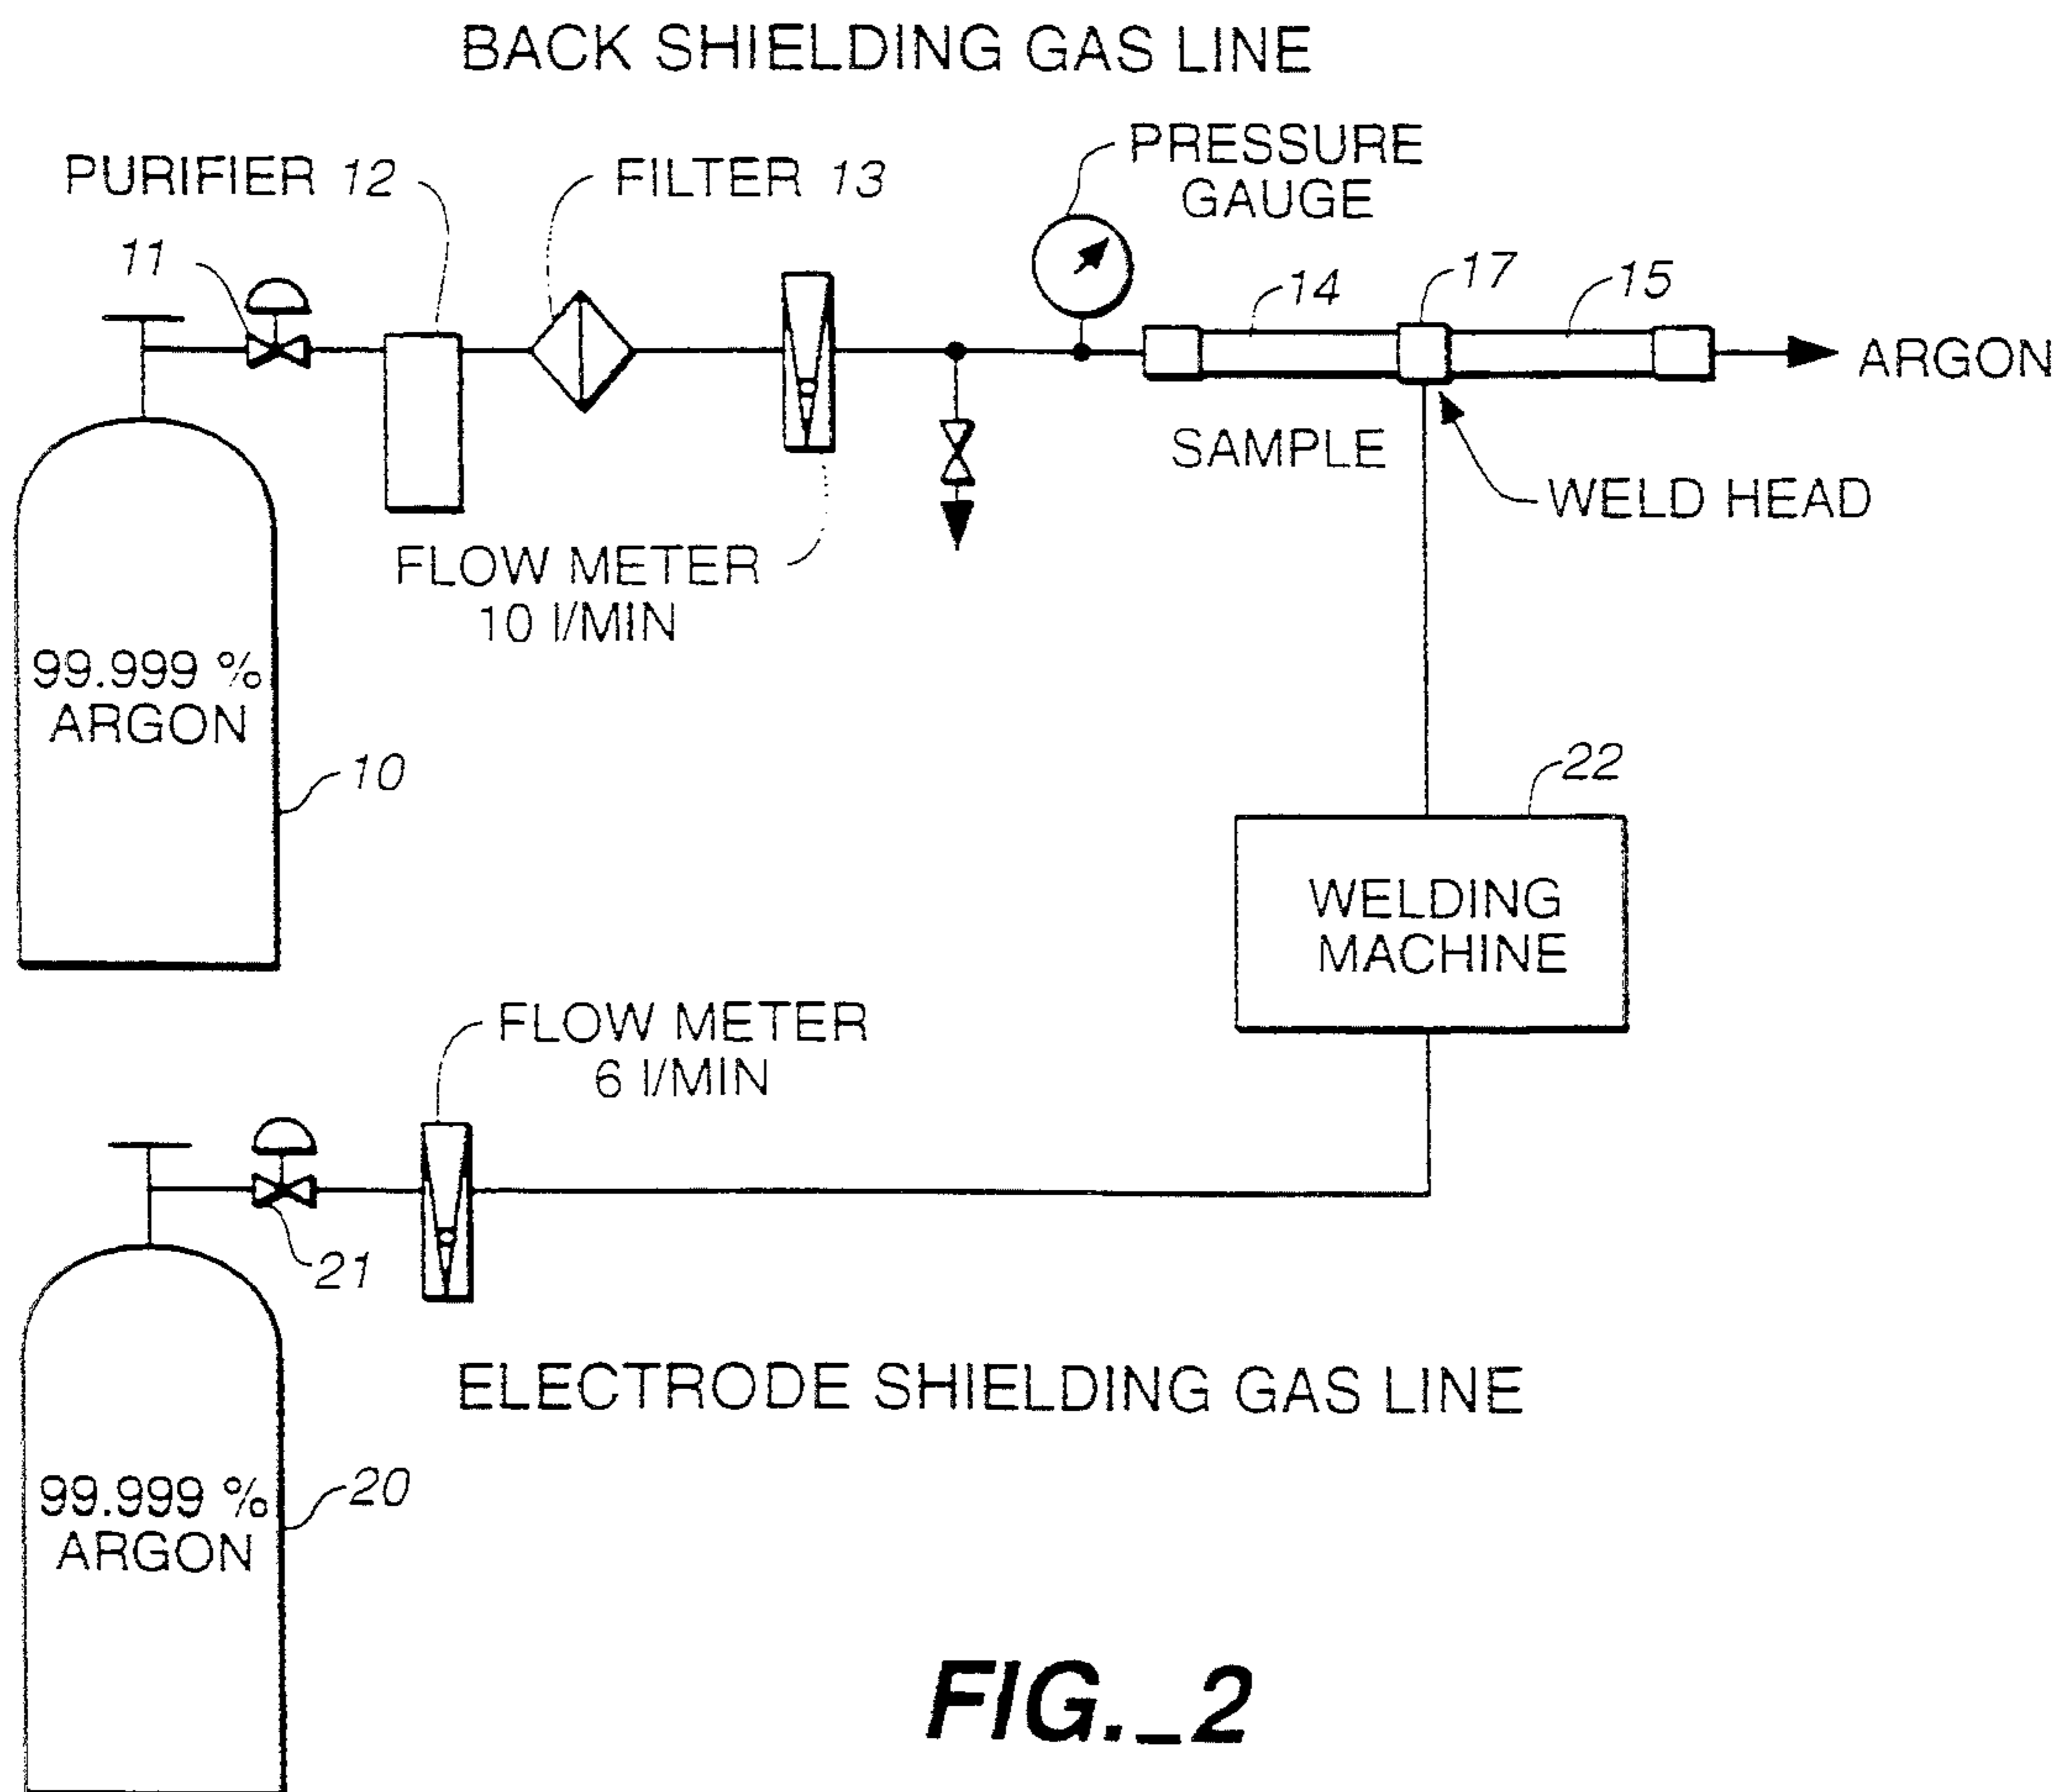 BACK SHIELDING GAS LINE
PRESSURE
GAUGE
PURIFIER 12
FILTER 13
11
17
14
15
ARGON
SAMPLE
WELD HEAD
FLOW METER
10 l/MIN
99.999 %
ARGON
10
22
WELDING
MACHINE
FLOW METER
6 l/MIN
21
ELECTRODE SHIELDING GAS LINE
99.999 %
ARGON
20
FIG._2